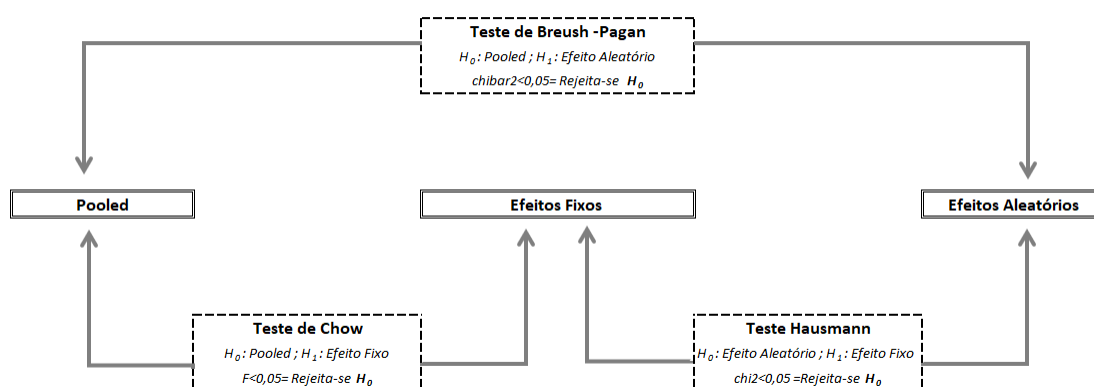 Teste de Breush -Pagan
H₀: Pooled ; H₁: Efeito Aleatório
chibar2<0,05= Rejeita-se H₀
Pooled
Efeitos Fixos
Efeitos Aleatórios
Teste de Chow
H₀: Pooled ; H₁: Efeito Fixo
F<0,05= Rejeita-se H₀
Teste Hausmann
H₀: Efeito Aleatório ; H₁: Efeito Fixo
chi2<0,05 =Rejeita-se H₀